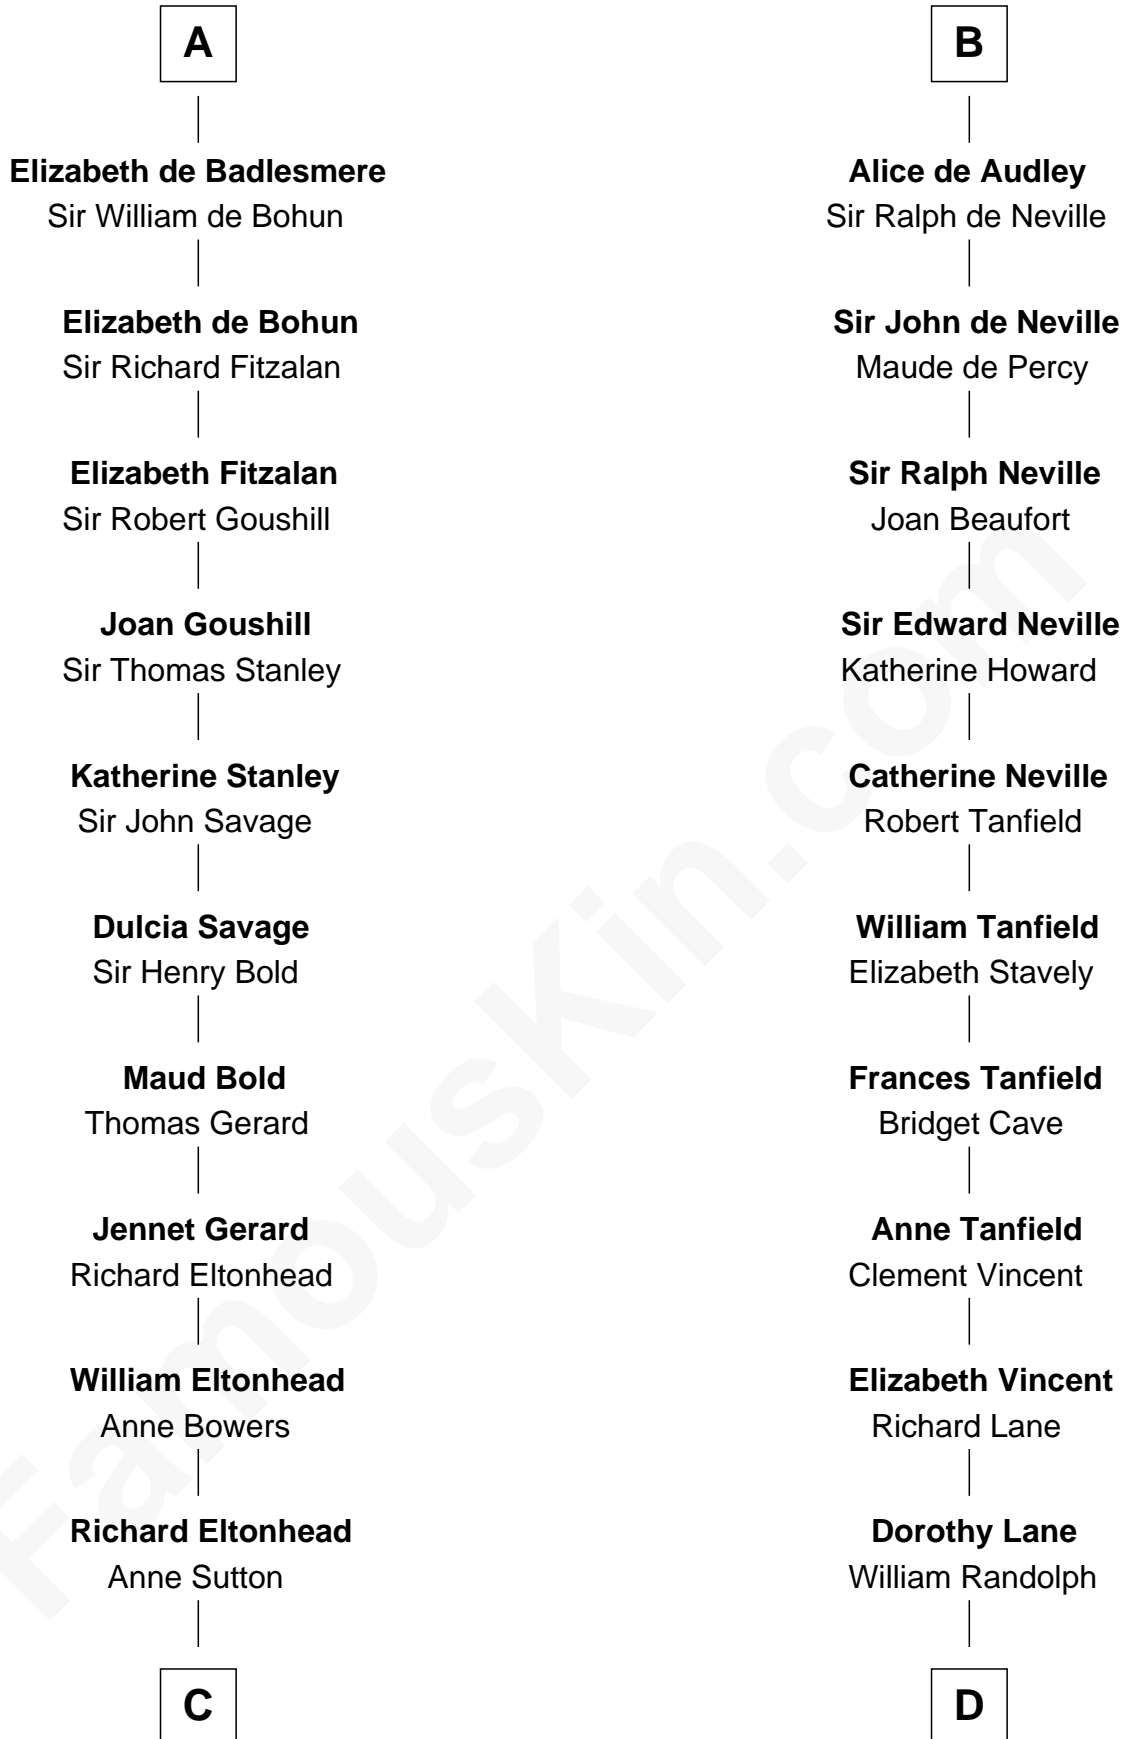 A
Elizabeth de Badlesmere
Sir William de Bohun
Elizabeth de Bohun
Sir Richard Fitzalan
Elizabeth Fitzalan
Sir Robert Goushill
Joan Goushill
Sir Thomas Stanley
Katherine Stanley
Sir John Savage
Dulcia Savage
Sir Henry Bold
Maud Bold
Thomas Gerard
Jennet Gerard
Richard Eltonhead
William Eltonhead
Anne Bowers
Richard Eltonhead
Anne Sutton
C
B
Alice de Audley
Sir Ralph de Neville
Sir John de Neville
Maude de Percy
Sir Ralph Neville
Joan Beaufort
Sir Edward Neville
Katherine Howard
Catherine Neville
Robert Tanfield
William Tanfield
Elizabeth Stavely
Frances Tanfield
Bridget Cave
Anne Tanfield
Clement Vincent
Elizabeth Vincent
Richard Lane
Dorothy Lane
William Randolph
D
FamousKin.com